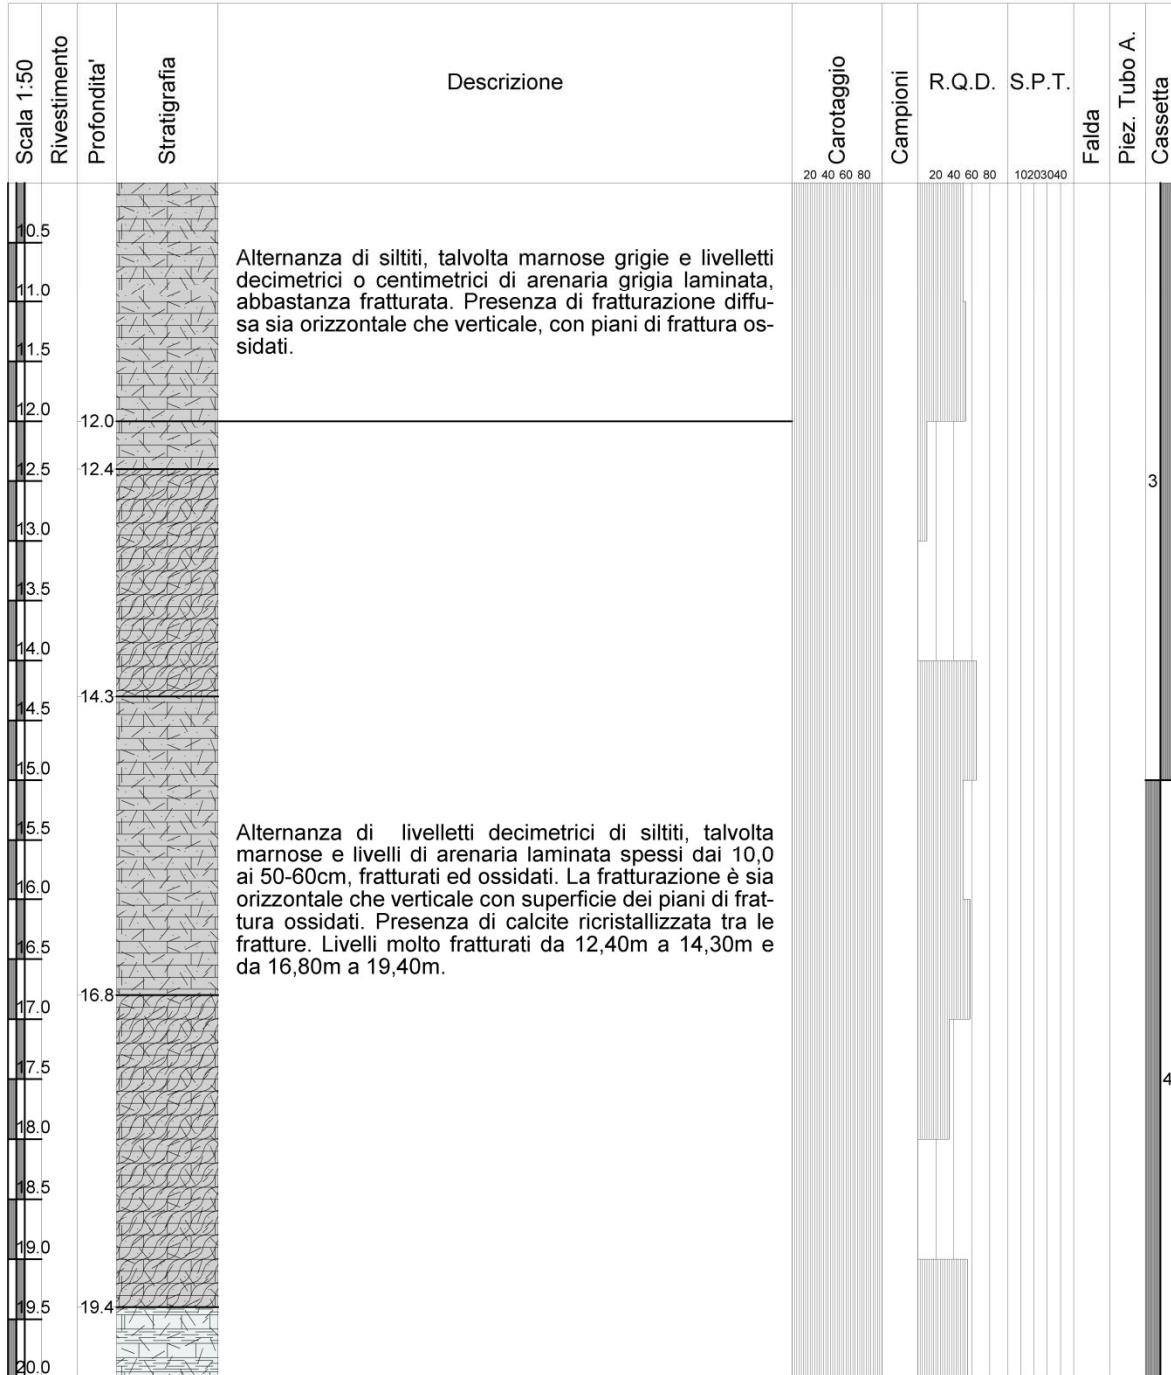 Scala 1:50
Rivestimento
Profondita'
Stratigrafia
Descrizione
Carotaggio
Campioni
R.Q.D.
S.P.T.
Falda
Piez. Tubo A.
Cassetta
20 40 60 80
20 40 60 80
10203040
10.5
Alternanza di siltiti, talvolta marnose grigie e livelletti
decimetrici o centimetrici di arenaria grigia laminata,
abbastanza fratturata. Presenza di fratturazione diffu-
sa sia orizzontale che verticale, con piani di frattura os-
sidati.
11.0
11.5
12.0
12.0
12.5
12.4
3
13.0
13.5
14.0
14.3
14.5
15.0
15.5
Alternanza di livelletti decimetrici di siltiti, talvolta
marnose e livelli di arenaria laminata spessi dai 10,0
ai 50-60cm, fratturati ed ossidati. La fratturazione è sia
orizzontale che verticale con superficie dei piani di frat-
tura ossidati. Presenza di calcite ricristallizzata tra le
fratture. Livelli molto fratturati da 12,40m a 14,30m e
da 16,80m a 19,40m.
16.0
16.5
16.8
17.0
17.5
4
18.0
18.5
19.0
19.5
19.4
20.0